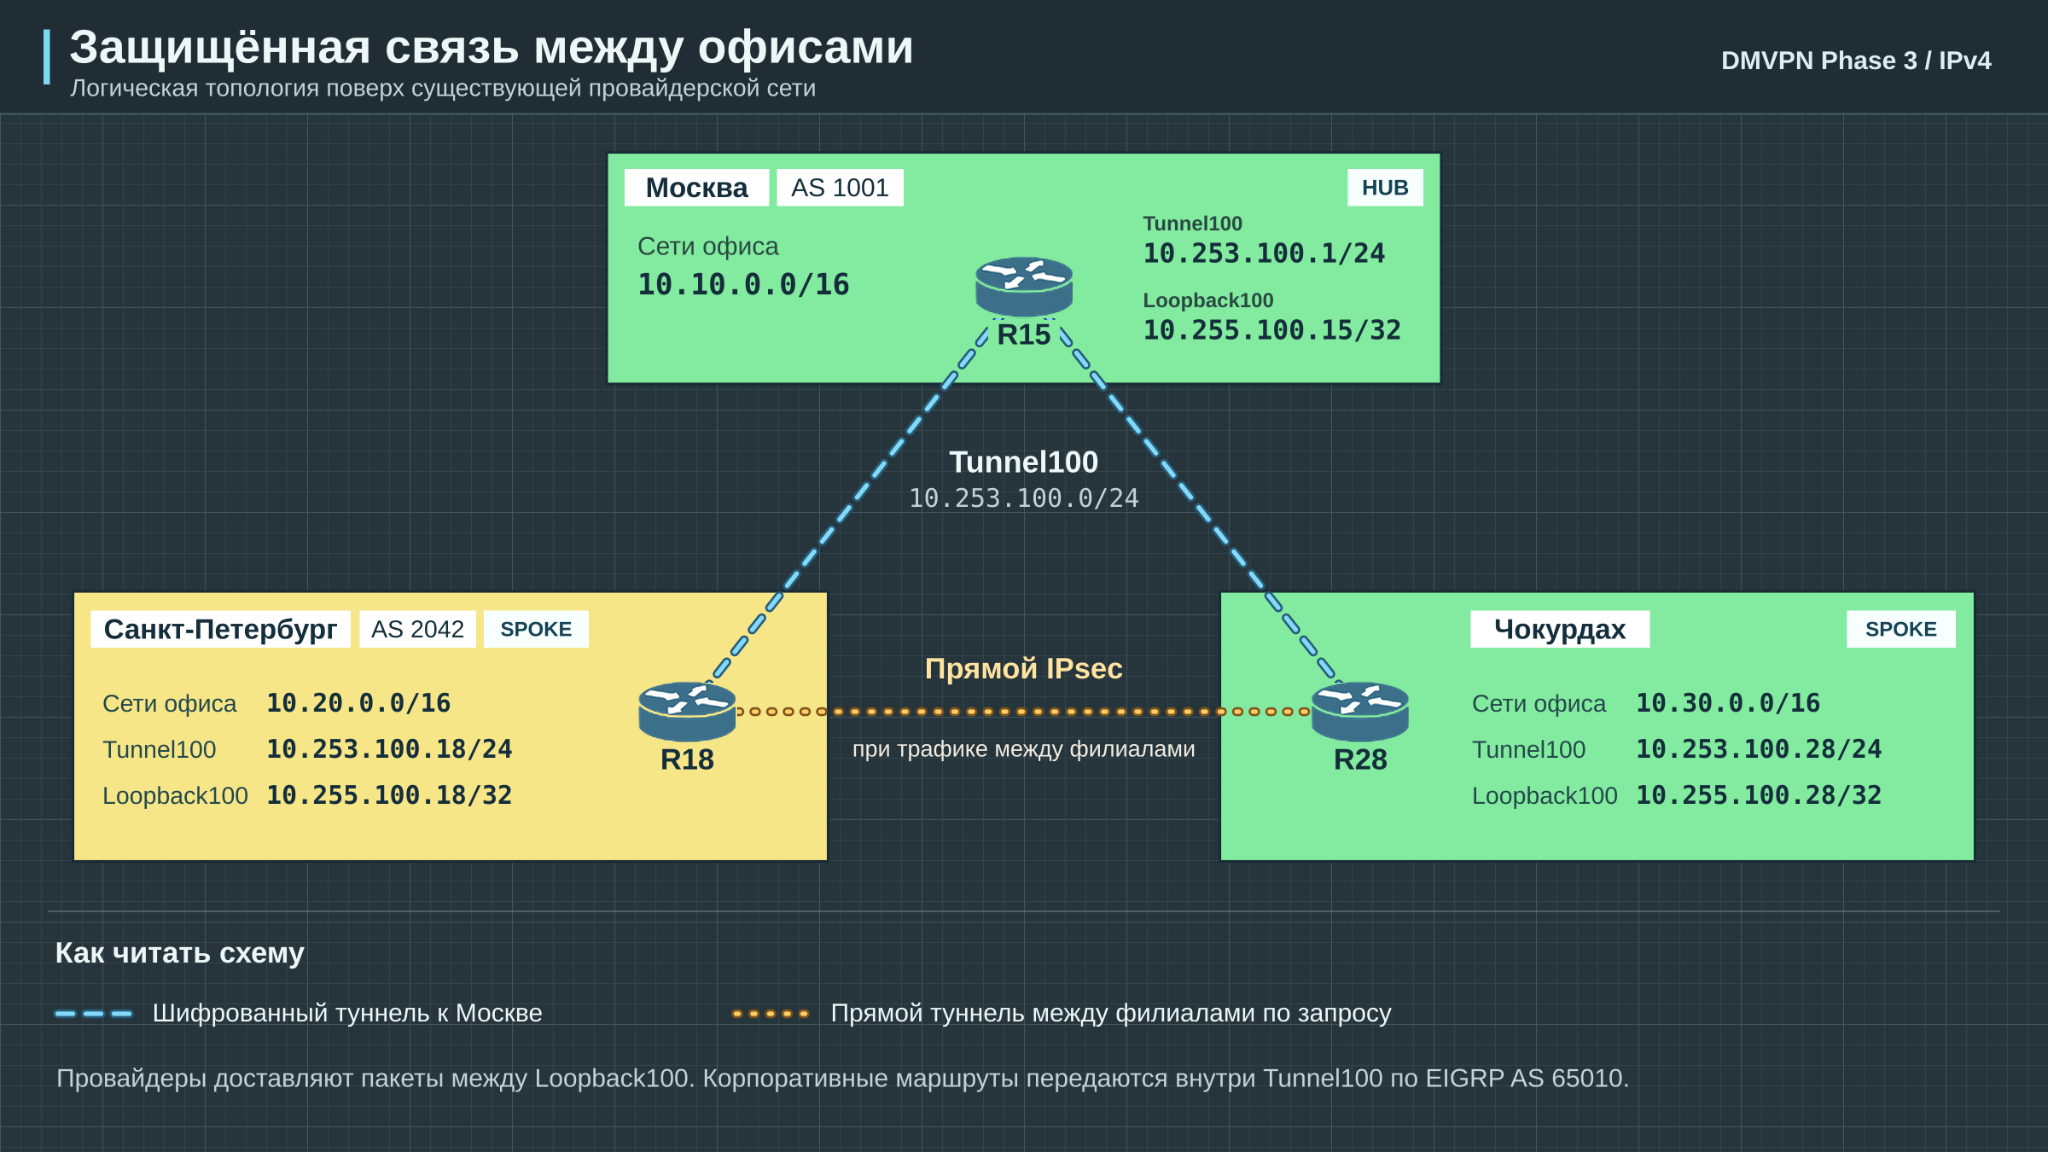 Защищённая связь между офисами
Логическая топология поверх существующей провайдерской сети
DMVPN Phase 3 / IPv4
Москва
AS 1001
HUB
Сети офиса
10.10.0.0/16
Tunnel100
10.253.100.1/24
Loopback100
10.255.100.15/32
R15
Tunnel100
10.253.100.0/24
Санкт-Петербург
AS 2042
SPOKE
Сети офиса 10.20.0.0/16
Tunnel100 10.253.100.18/24
Loopback100 10.255.100.18/32
R18
Прямой IPsec
при трафике между филиалами
Чокурдах
SPOKE
R28
Сети офиса 10.30.0.0/16
Tunnel100 10.253.100.28/24
Loopback100 10.255.100.28/32
Как читать схему
Шифрованный туннель к Москве
Прямой туннель между филиалами по запросу
Провайдеры доставляют пакеты между Loopback100. Корпоративные маршруты передаются внутри Tunnel100 по EIGRP AS 65010.